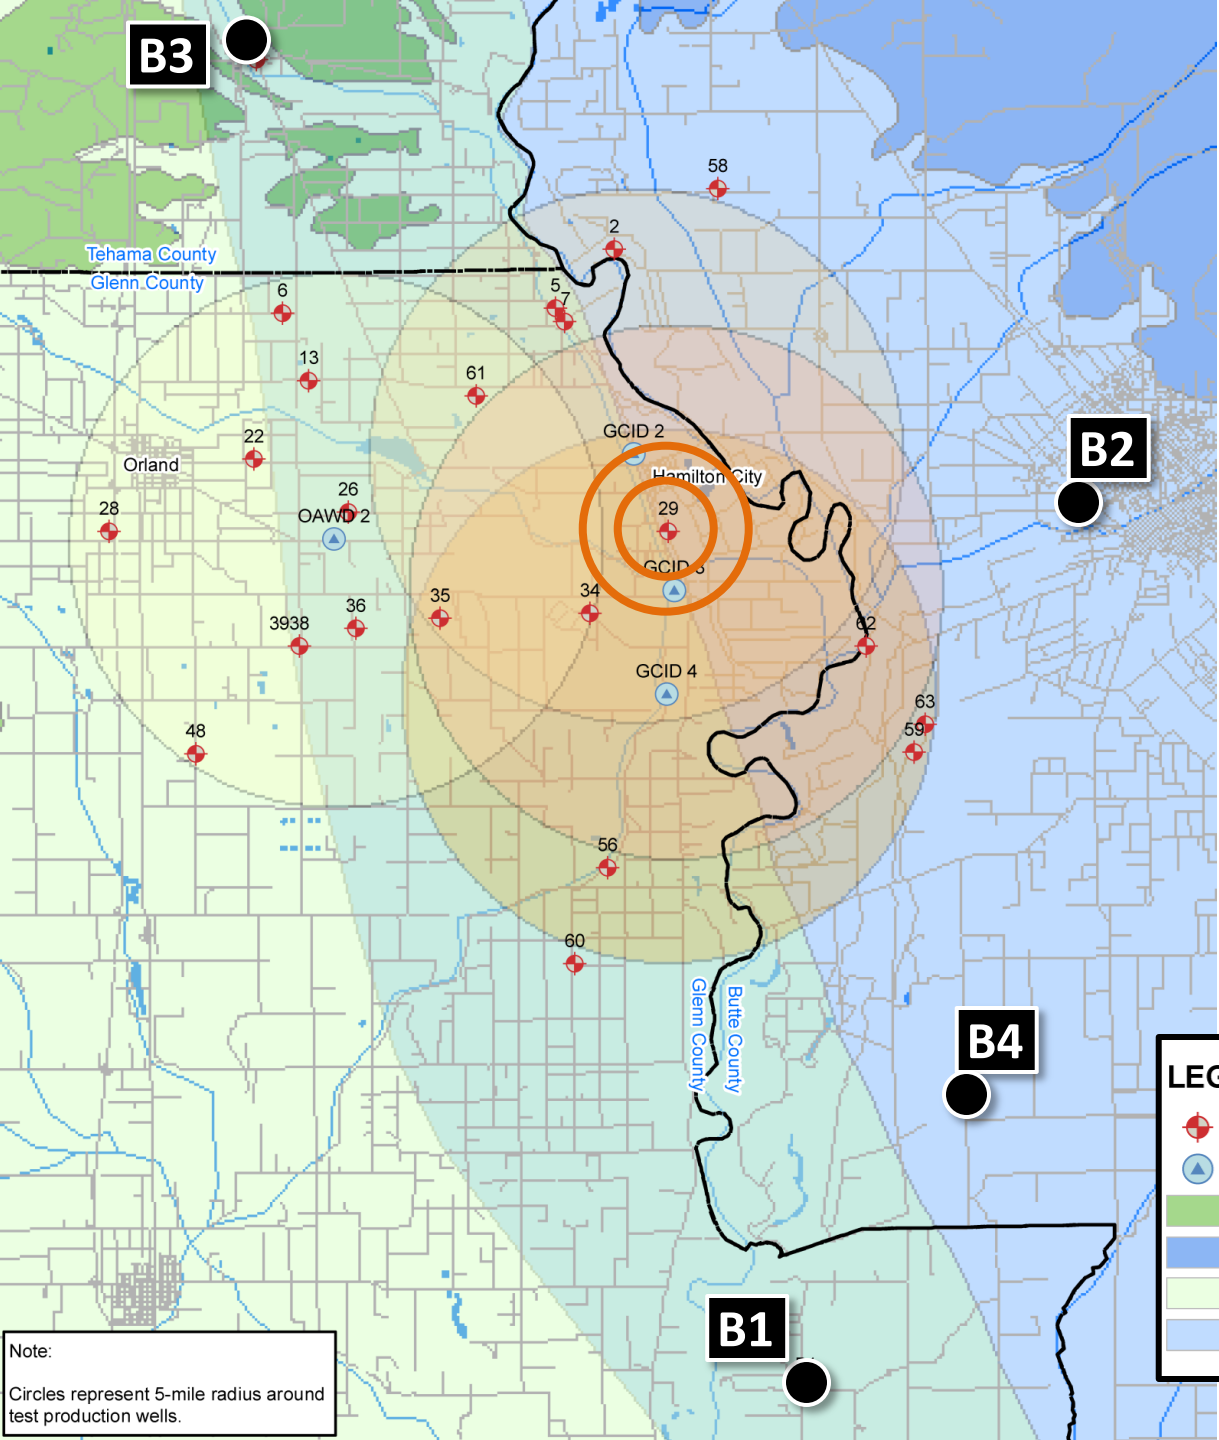 B3
58
2
Tehama County
Glenn County
6
5
7
13
61
GCID 2
22
B2
Orland
Hamilton City
26
28
29
OAWD 2
34
35
36
3938
62
GCID 4
63
59
48
56
60
Glenn County
Butte County
B4
B1
Note:
Circles represent 5-mile radius around
test production wells.